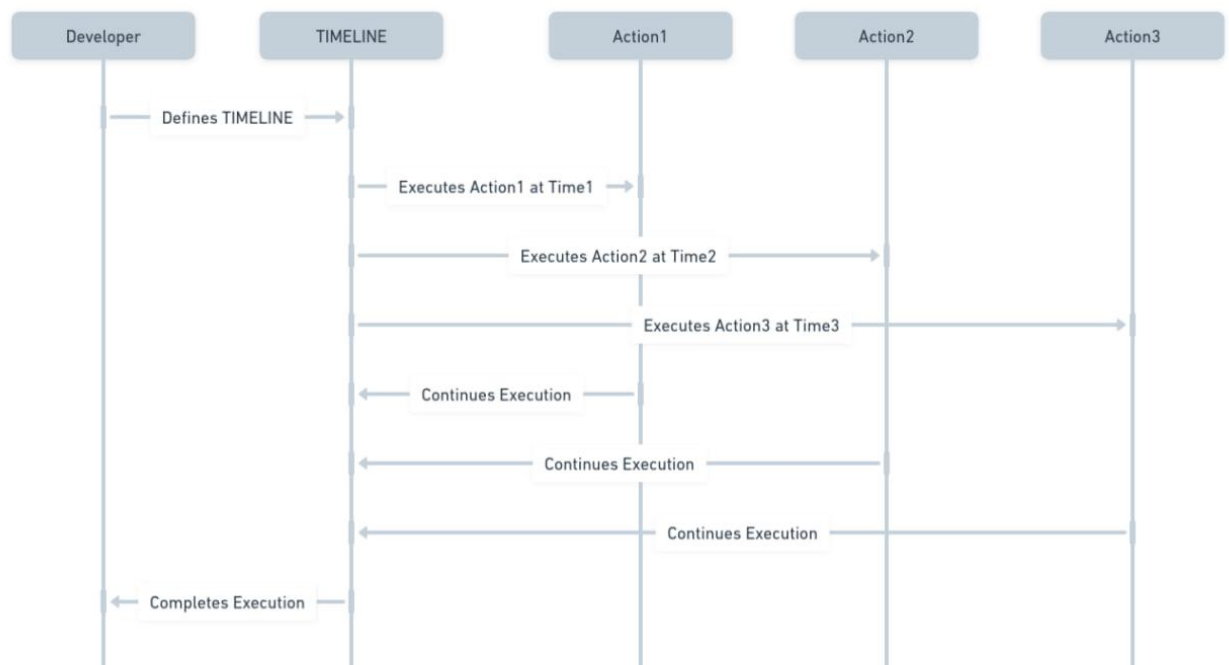 Developer
TIMELINE
Action1
Action2
Action3
Defines TIMELINE
Executes Action1 at Time1
Executes Action2 at Time2
Executes Action3 at Time3
Continues Execution
Continues Execution
Continues Execution
Completes Execution